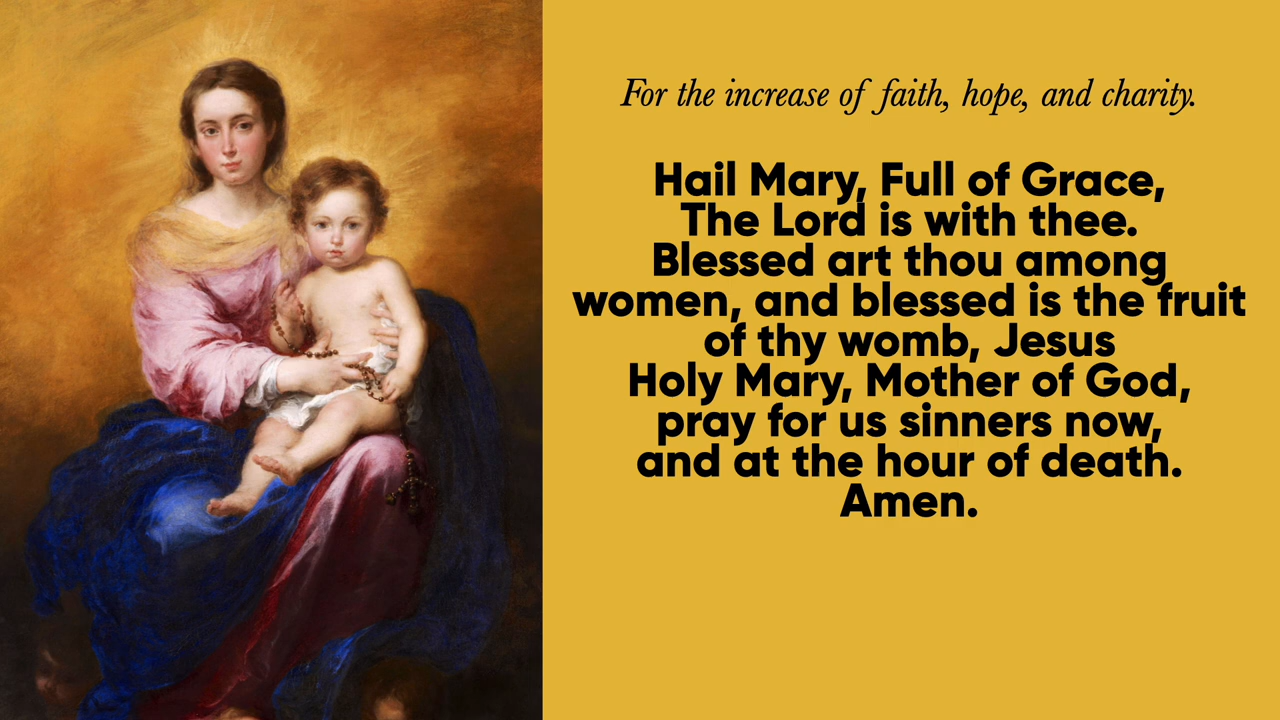 For the increase of faith, hope, and charity.
Hail Mary, Full of Grace,
The Lord is with thee.
Blessed art thou among
women, and blessed is the fruit
of thy womb, Jesus
Holy Mary, Mother of God,
pray for us sinners now,
and at the hour of death.
Amen.